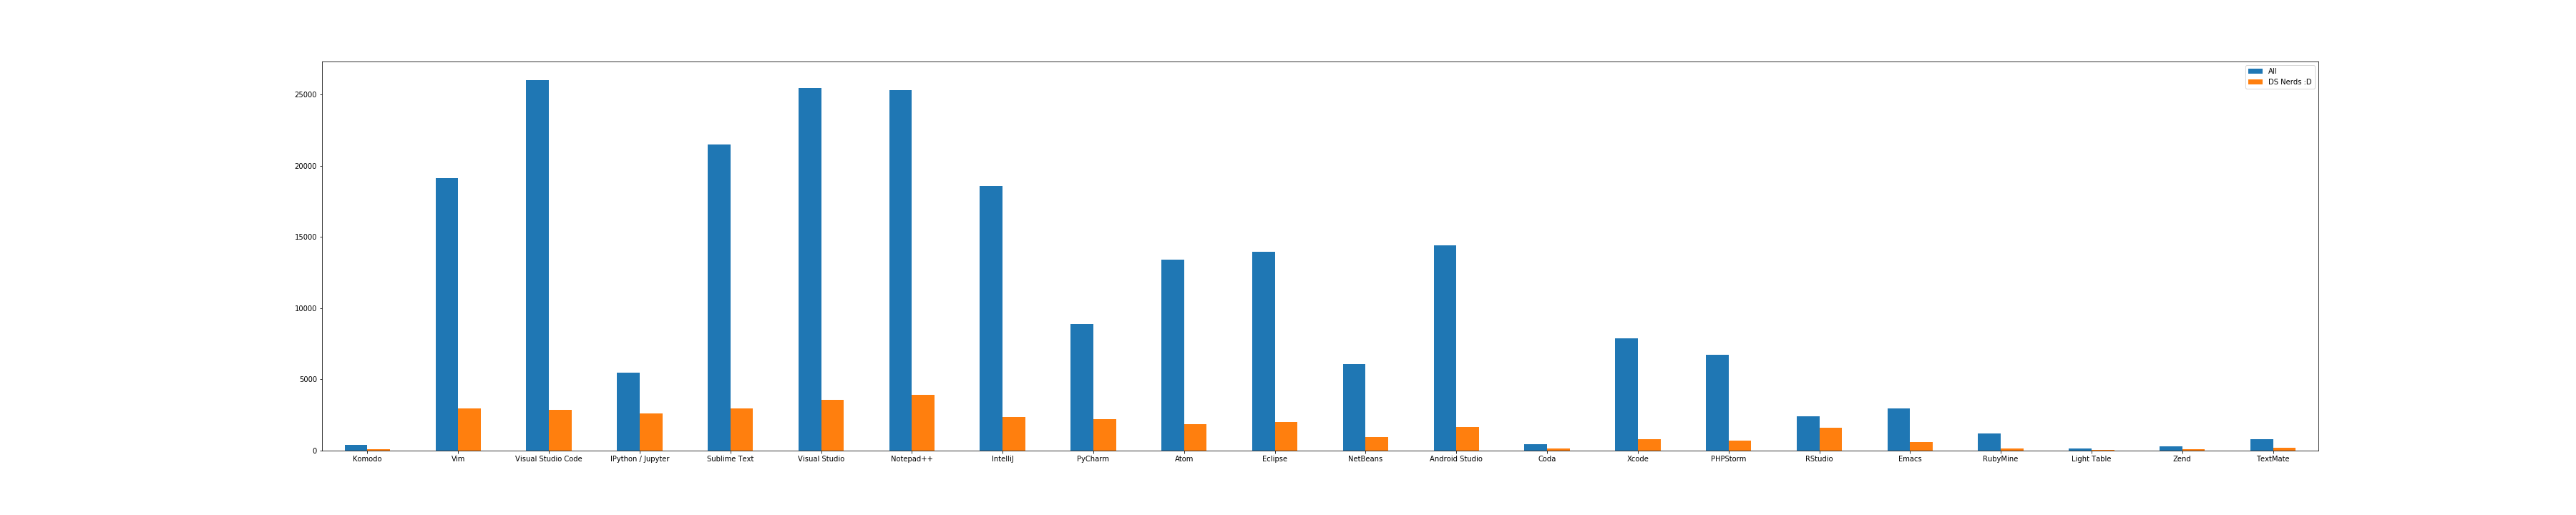 All
DS Nerds :D
25000
20000
15000
10000
5000
0
Komodo Vim Visual Studio Code IPython / Jupyter Sublime Text Visual Studio Notepad++ IntelliJ PyCharm Atom Eclipse NetBeans Android Studio Coda Xcode PHPStorm RStudio Emacs RubyMine Light Table Zend TextMate